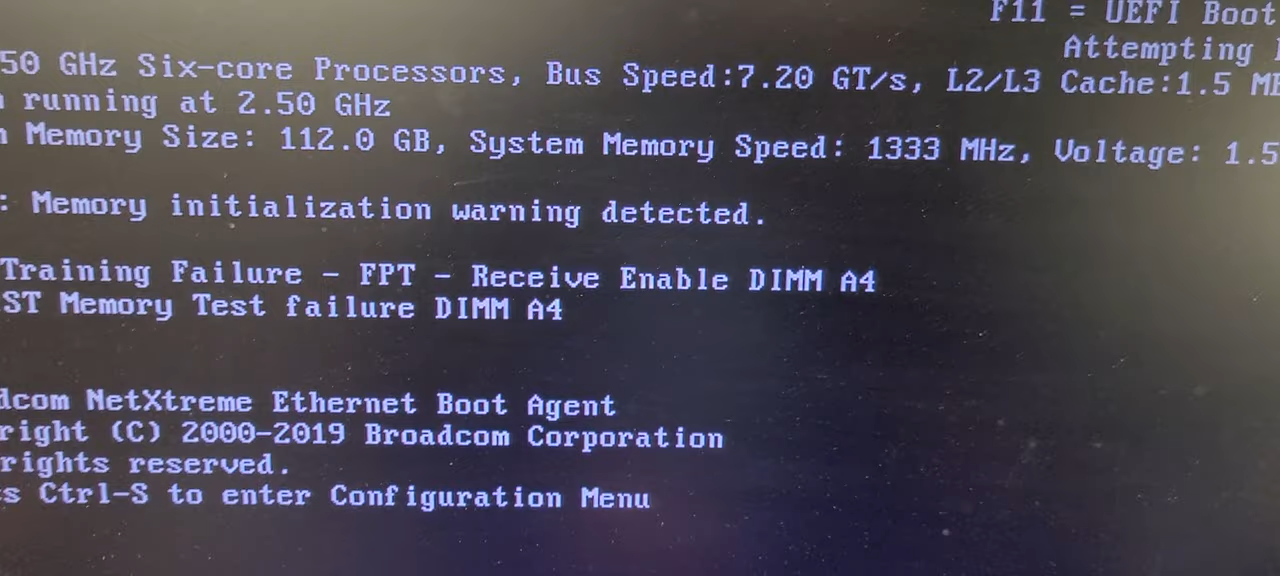 F11 = UEFI Boot
Attempting
50 GHz Six-core Processors, Bus Speed:7.20 GT/s, L2/L3 Cache:1.5 M
running at 2.50 GHz
Memory Size: 112.0 GB, System Memory Speed: 1333 MHz, Voltage: 1.5
: Memory initialization warning detected.
Training Failure - FPT - Receive Enable DIMM A4
ST Memory Test failure DIMM A4
dcom NetXtreme Ethernet Boot Agent
right (C) 2000-2019 Broadcom Corporation
rights reserved.
s Ctrl-S to enter Configuration Menu